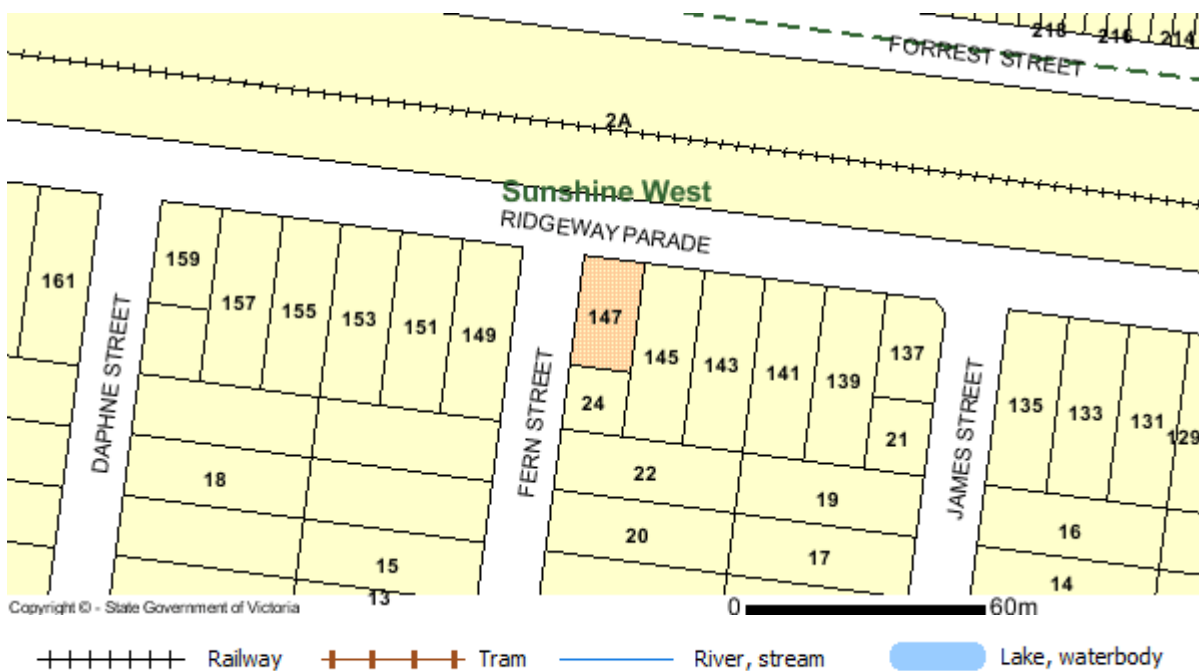 218 216 214
FORREST STREET
2A
Sunshine West
RIDGEWAY PARADE
161
159
157
155
153
151
149
147
145
143
141
139
137
135
133
131
129
DAPHNE STREET
FERN STREET
JAMES STREET
24
21
22
18
19
20
17
16
15
14
13
Copyright © - State Government of Victoria
0 60m
Railway Tram River, stream Lake, waterbody